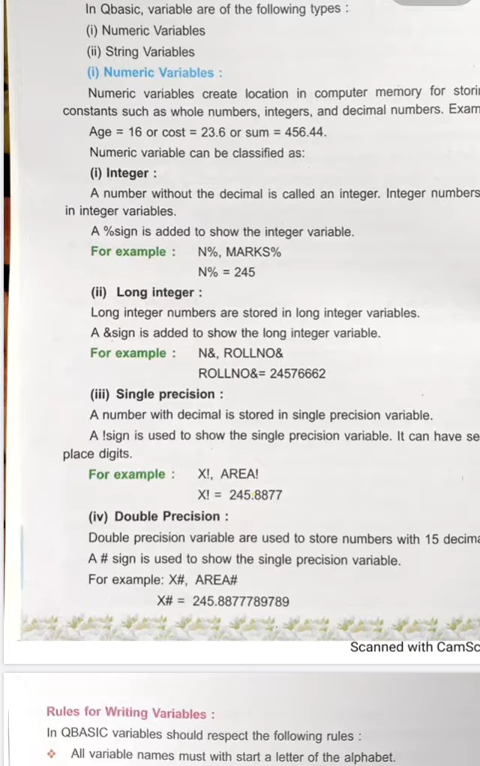 In Qbasic, variable are of the following types :
(i) Numeric Variables
(ii) String Variables
(i) Numeric Variables :
Numeric variables create location in computer memory for
constants such as whole numbers, integers, and decimal numbers.
Age = 16 or cost = 23.6 or sum = 456.44.
Numeric variable can be classified as:
(i) Integer :
A number without the decimal is called an integer. Integer numbers
in integer variables.
A %sign is added to show the integer variable.
For example : N%, MARKS%
N% = 245
(ii) Long integer :
Long integer numbers are stored in long integer variables.
A &sign is added to show the long integer variable.
For example : N&, ROLLNO&
ROLLNO&= 24576662
(iii) Single precision :
A number with decimal is stored in single precision variable.
A !sign is used to show the single precision variable. It can have
place digits.
For example : X!, AREA!
X! = 245.8877
(iv) Double Precision :
Double precision variable are used to store numbers with 15
A # sign is used to show the single precision variable.
For example: X#, AREA#
X# = 245.8877789789
Scanned with
Rules for Writing Variables :
In QBASIC variables should respect the following rules :
❖ All variable names must with start a letter of the alphabet.